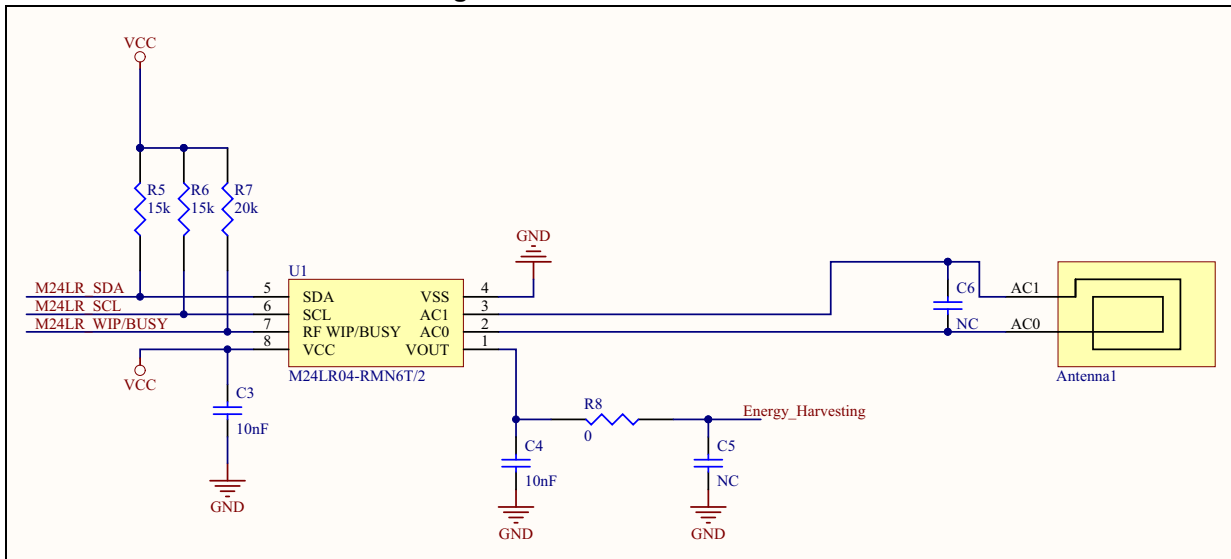 VCC
R5
15k
R6
15k
R7
20k
M24LR_SDA
M24LR_SCL
M24LR_WIP/BUSY
VCC
C3
10nF
GND
U1
5 SDA VSS 4
6 SCL AC1 3
7 RF WIP/BUSY AC0 2
8 VCC VOUT 1
M24LR04-RMN6T/2
GND
C6
NC
AC1
AC0
Antenna1
R8
0
Energy_Harvesting
C4
10nF
GND
C5
NC
GND